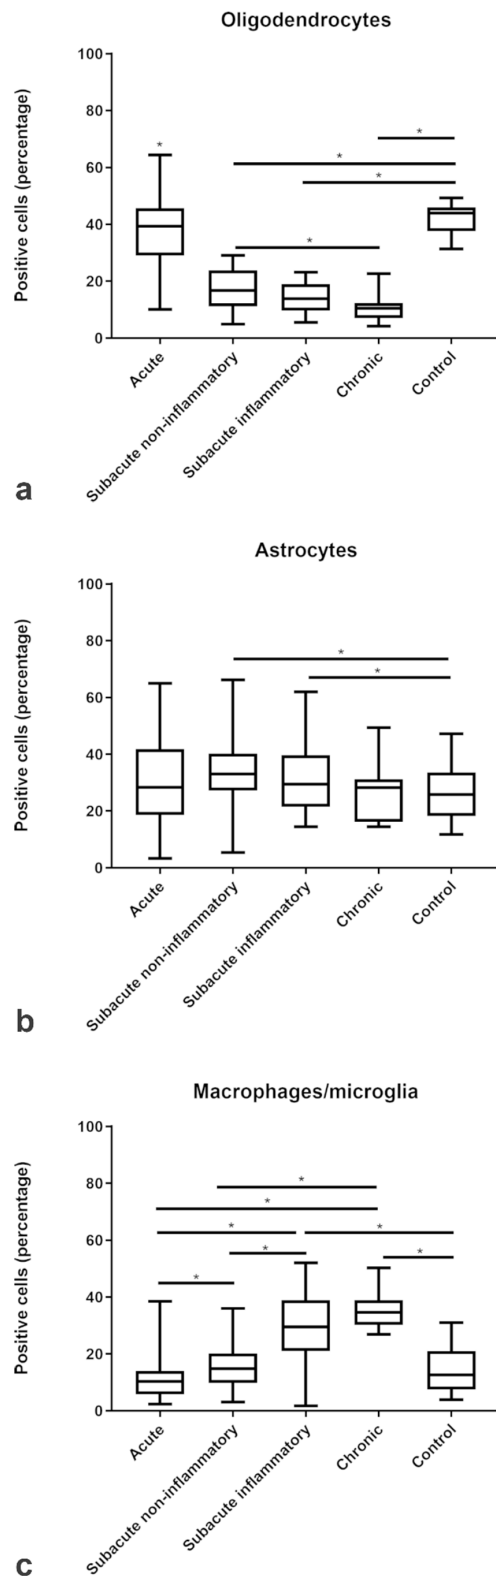 Oligodendrocytes
Positive cells (percentage)
100
80
60
40
20
0
*
*
*
*
*
Acute
Subacute non-inflammatory
Subacute inflammatory
Chronic
Control
a
Astrocytes
Positive cells (percentage)
100
80
60
40
20
0
*
*
Acute
Subacute non-inflammatory
Subacute inflammatory
Chronic
Control
b
Macrophages/microglia
Positive cells (percentage)
100
80
60
40
20
0
*
*
*
*
*
*
*
Acute
Subacute non-inflammatory
Subacute inflammatory
Chronic
Control
c